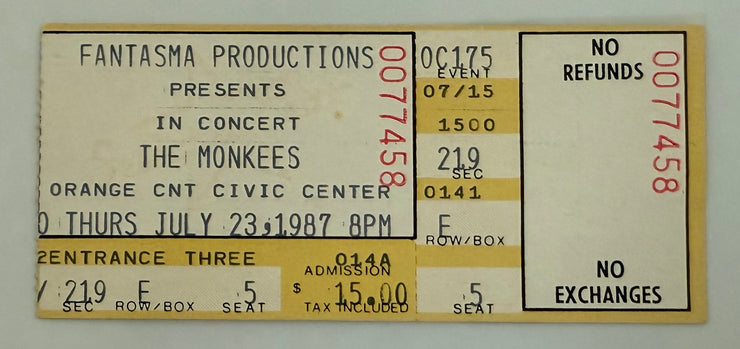 FANTASMA PRODUCTIONS
PRESENTS
IN CONCERT
THE MONKEES
ORANGE CNT CIVIC CENTER
THURS JULY 23,1987 8PM
2ENTRANCE THREE 014A
ADMISSION
219 E 5 $ 15.00
SEC ROW/BOX SEAT TAX INCLUDED
0077458
OC175
EVENT
07/15
1500
219
SEC
0141
E
ROW/BOX
5
SEAT
NO
REFUNDS
0077458
NO
EXCHANGES